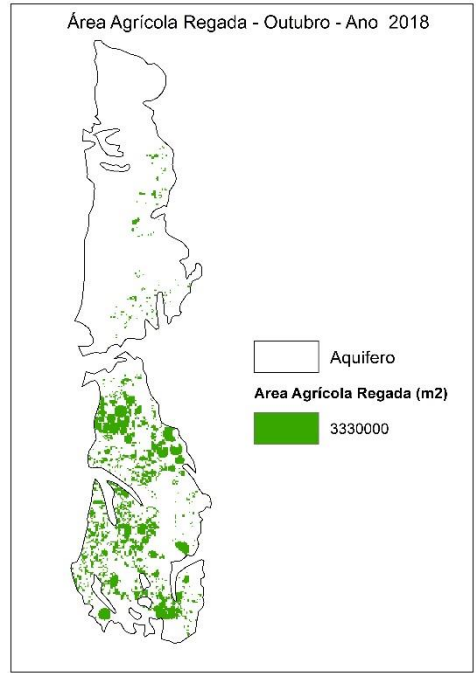 Área Agrícola Regada - Outubro - Ano 2018
Aquifero
Area Agrícola Regada (m2)
3330000